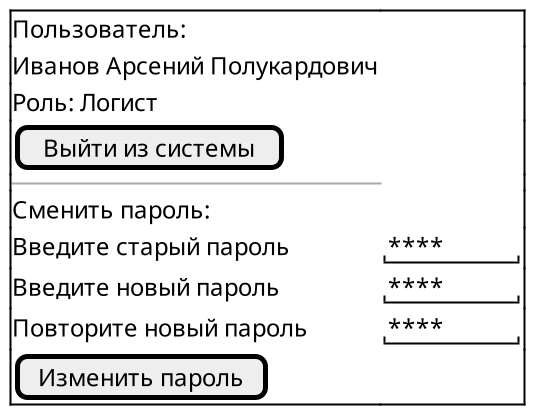 Пользователь:
Иванов Арсений Полукардович
Роль: Логист
Выйти из системы
Сменить пароль:
Введите старый пароль ****
Введите новый пароль ****
Повторите новый пароль ****
Изменить пароль